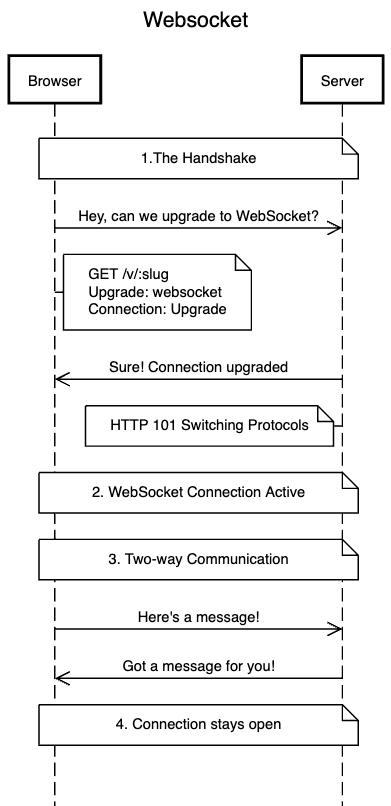 Websocket
Browser
Server
1.The Handshake
Hey, can we upgrade to WebSocket?
GET /v/:slug
Upgrade: websocket
Connection: Upgrade
Sure! Connection upgraded
HTTP 101 Switching Protocols
2. WebSocket Connection Active
3. Two-way Communication
Here's a message!
Got a message for you!
4. Connection stays open